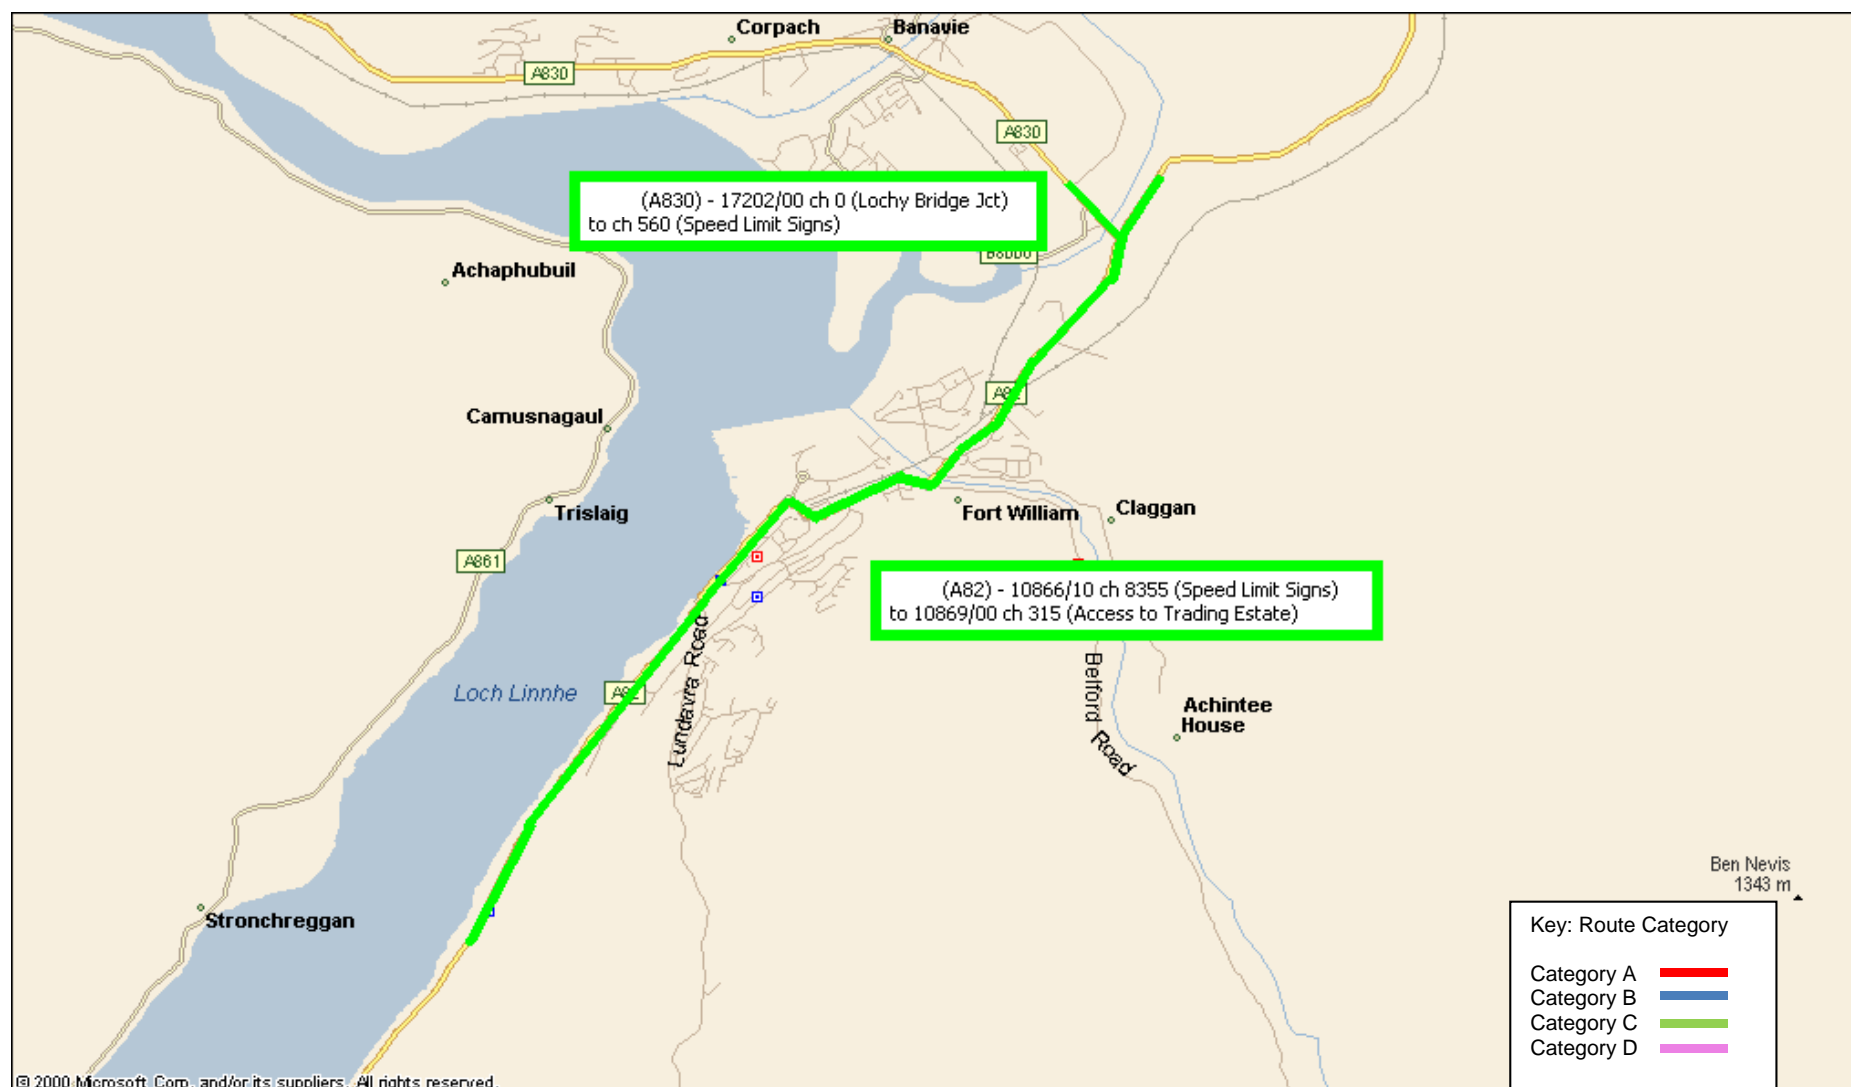 Corpach
Banavie
A830
A830
(A830) - 17202/00 ch 0 (Lochy Bridge Jct)
to ch 560 (Speed Limit Signs)
Achaphubuil
Camusnagaul
Trislaig
Fort William
Claggan
A861
(A82) - 10866/10 ch 8355 (Speed Limit Signs)
to 10869/00 ch 315 (Access to Trading Estate)
Lundavra Road
Loch Linnhe
Belford Road
Achintee
House
Ben Nevis
1343 m
Stronchreggan
Key: Route Category
Category A
Category B
Category C
Category D
© 2000 Microsoft Corp. and/or its suppliers. All rights reserved.